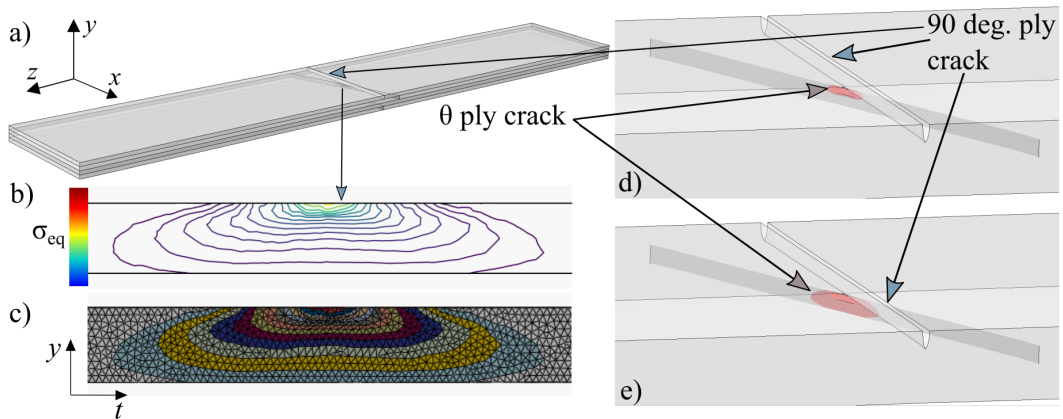 a)
y
z
x
90 deg. ply
crack
θ ply crack
d)
b)
σeq
c)
y
t
e)